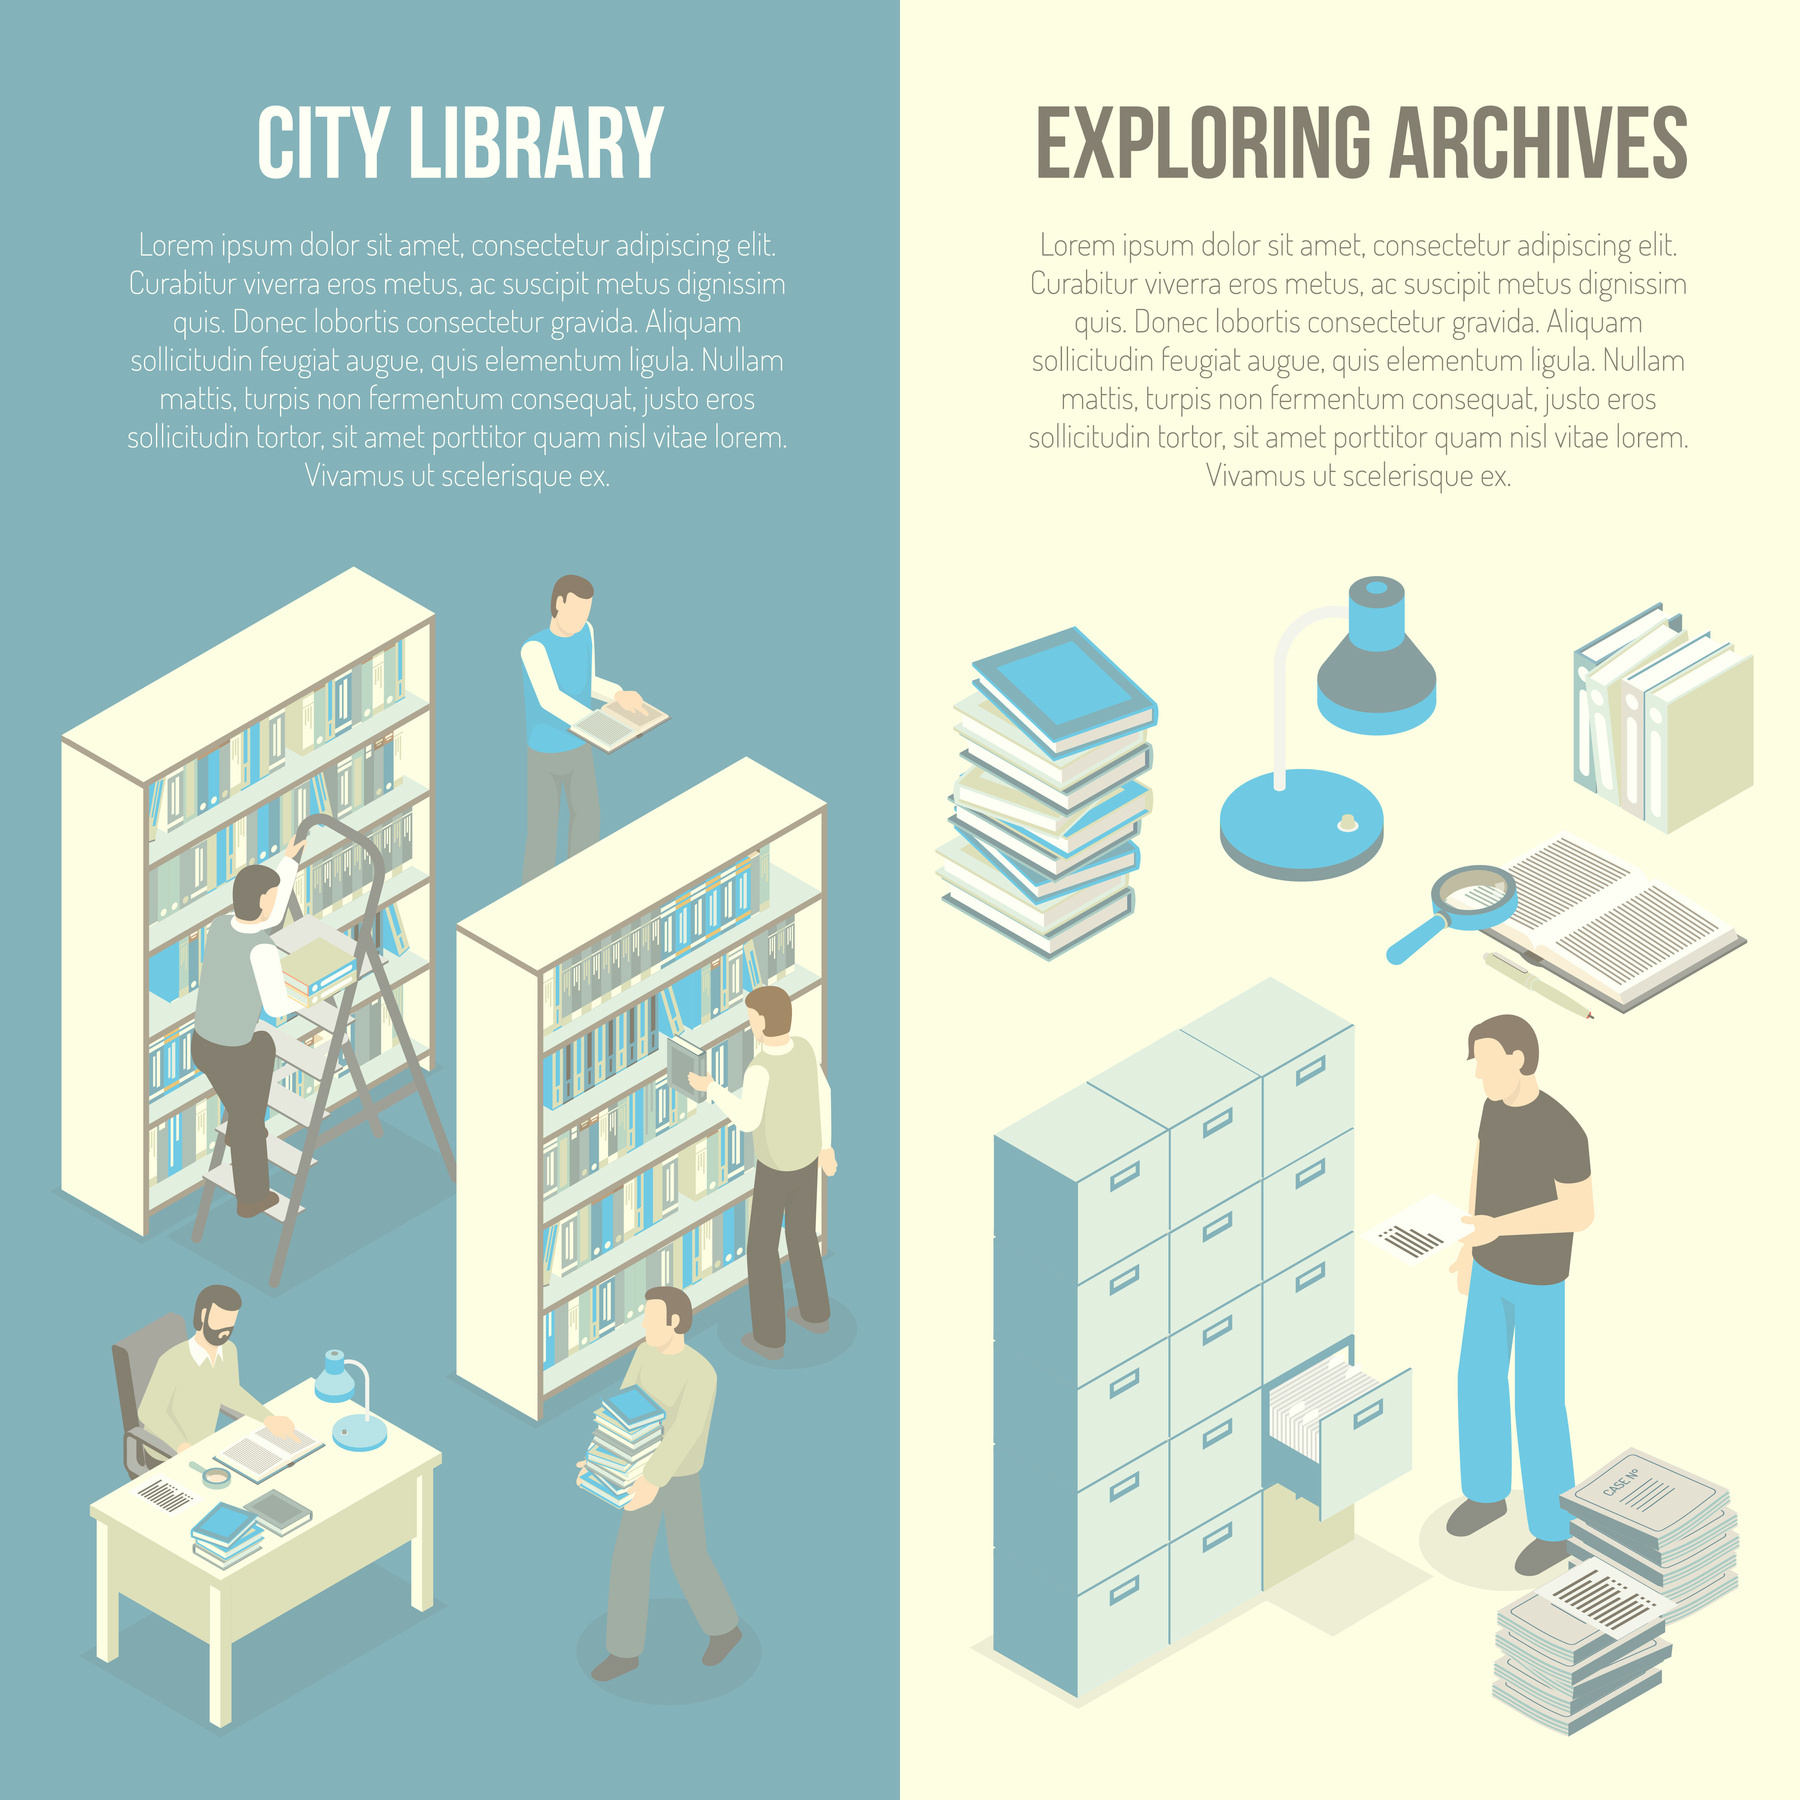 CITY LIBRARY
Lorem ipsum dolor sit amet, consectetur adipiscing elit.
Curabitur viverra eros metus, ac suscipit metus dignissim
quis. Donec lobortis consectetur gravida. Aliquam
sollicitudin feugiat augue, quis elementum ligula. Nullam
mattis, turpis non fermentum consequat, justo eros
sollicitudin tortor, sit amet porttitor quam nisl vitae lorem.
Vivamus ut scelerisque ex.
EXPLORING ARCHIVES
Lorem ipsum dolor sit amet, consectetur adipiscing elit.
Curabitur viverra eros metus, ac suscipit metus dignissim
quis. Donec lobortis consectetur gravida. Aliquam
sollicitudin feugiat augue, quis elementum ligula. Nullam
mattis, turpis non fermentum consequat, justo eros
sollicitudin tortor, sit amet porttitor quam nisl vitae lorem.
Vivamus ut scelerisque ex.
CASE Nº